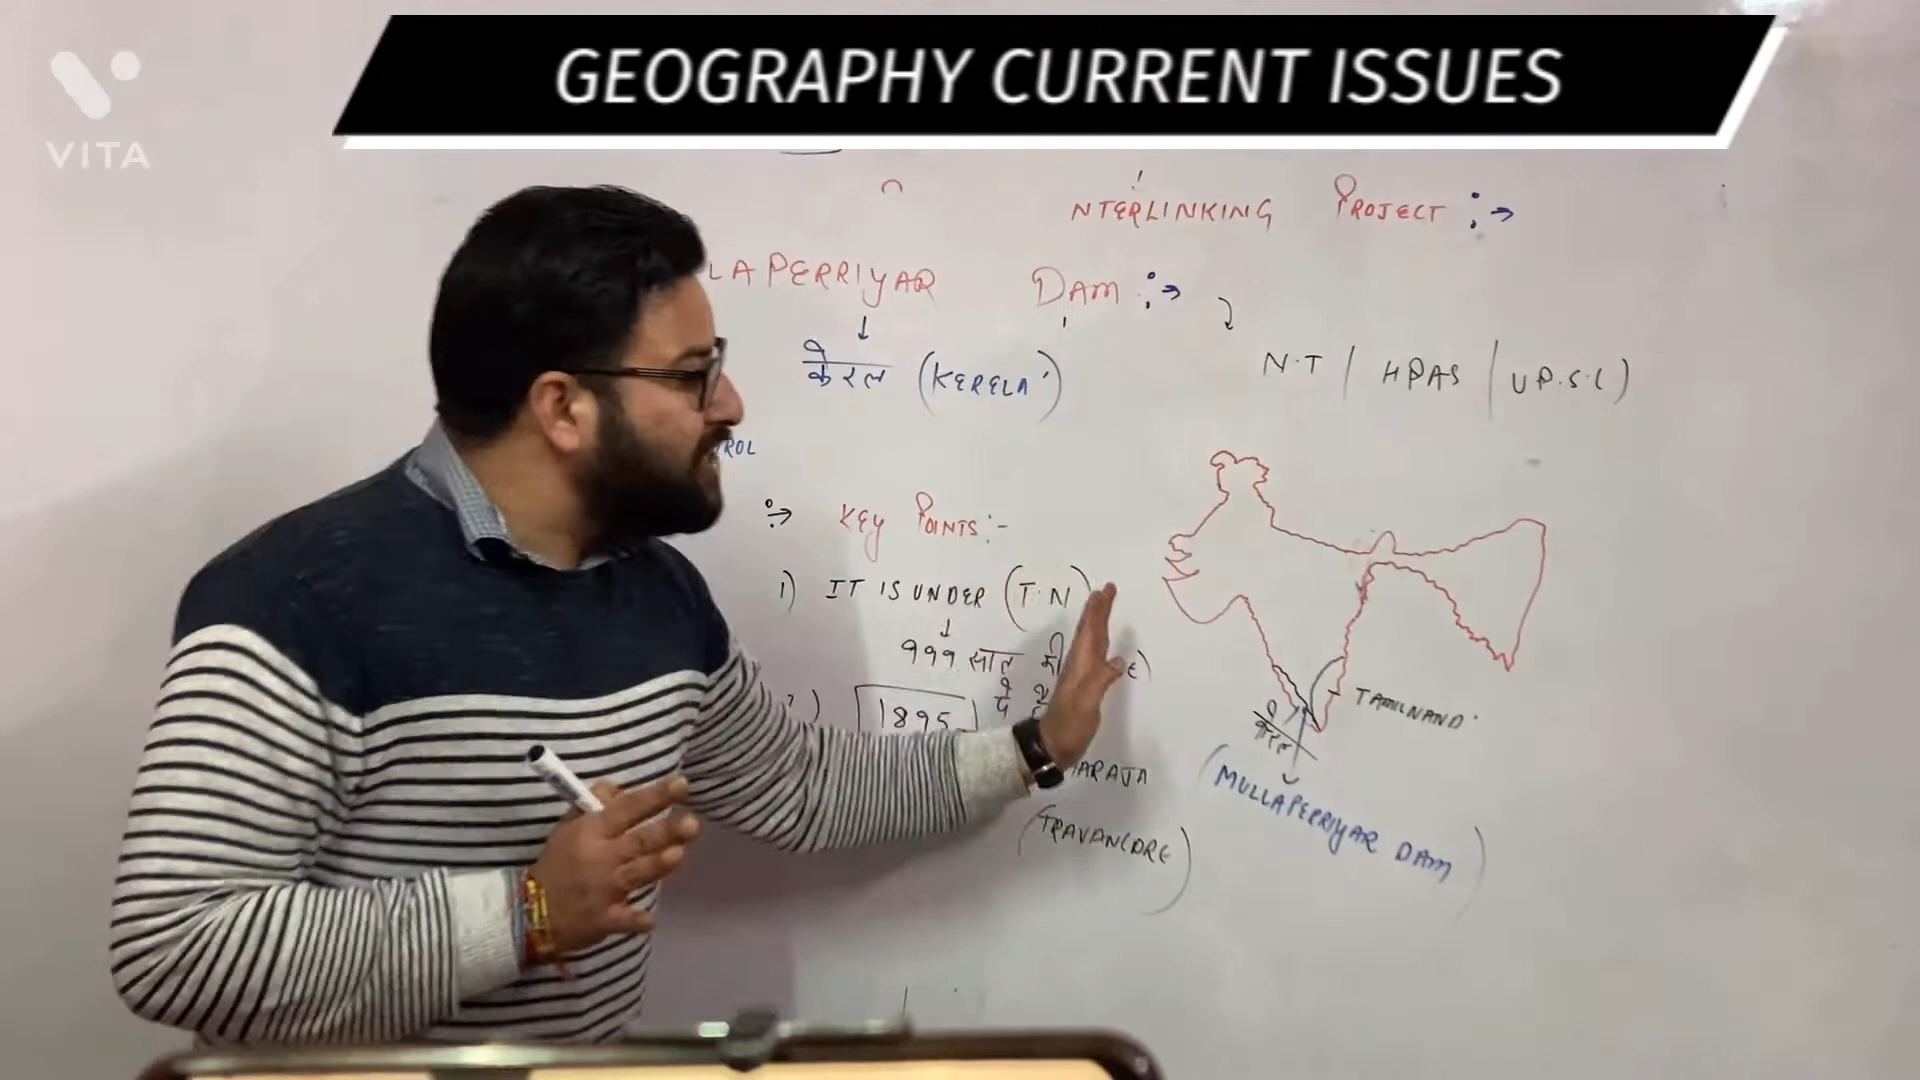 GEOGRAPHY CURRENT ISSUES
VITA
NTERLINKING PROJECT :→
LAPERRIYAR DAM :→
केरल (KERELA)
N.T / HPAS / U.P.S.C)
ROL
KEY POINTS :-
1) IT IS UNDER (T.N)
999 साल की
1895
TAMILNAND
केरल
ARAJA
(MULLAPERRIYAR DAM)
(TRAVANCORE)